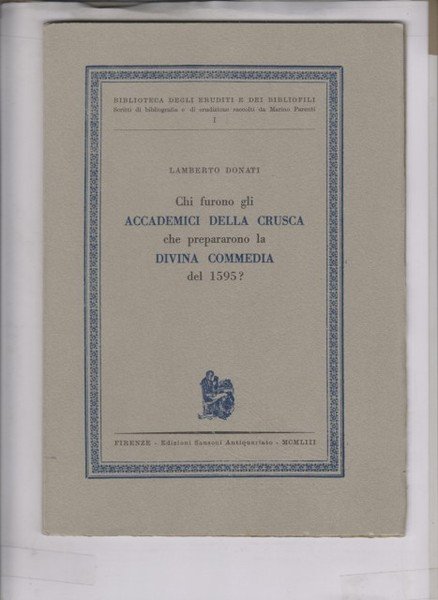 BIBLIOTECA DEGLI ERUDITI E DEI BIBLIOFILI
Scritti di bibliografia e di erudizione raccolti da Marino Parenti
I
LAMBERTO DONATI
Chi furono gli
ACCADEMICI DELLA CRUSCA
che prepararono la
DIVINA COMMEDIA
del 1595?
FIRENZE - Edizioni Sansoni Antiquariato - MCMLIII